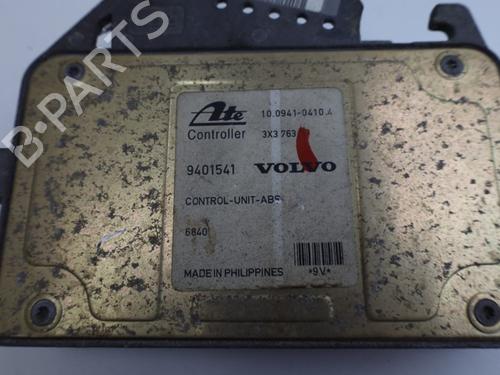 Ate 10.0941-0410.4
Controller 3X3 763
9401541 VOLVO
CONTROL-UNIT-ABS
6840
MADE IN PHILIPPINES *9V*
B-PARTS